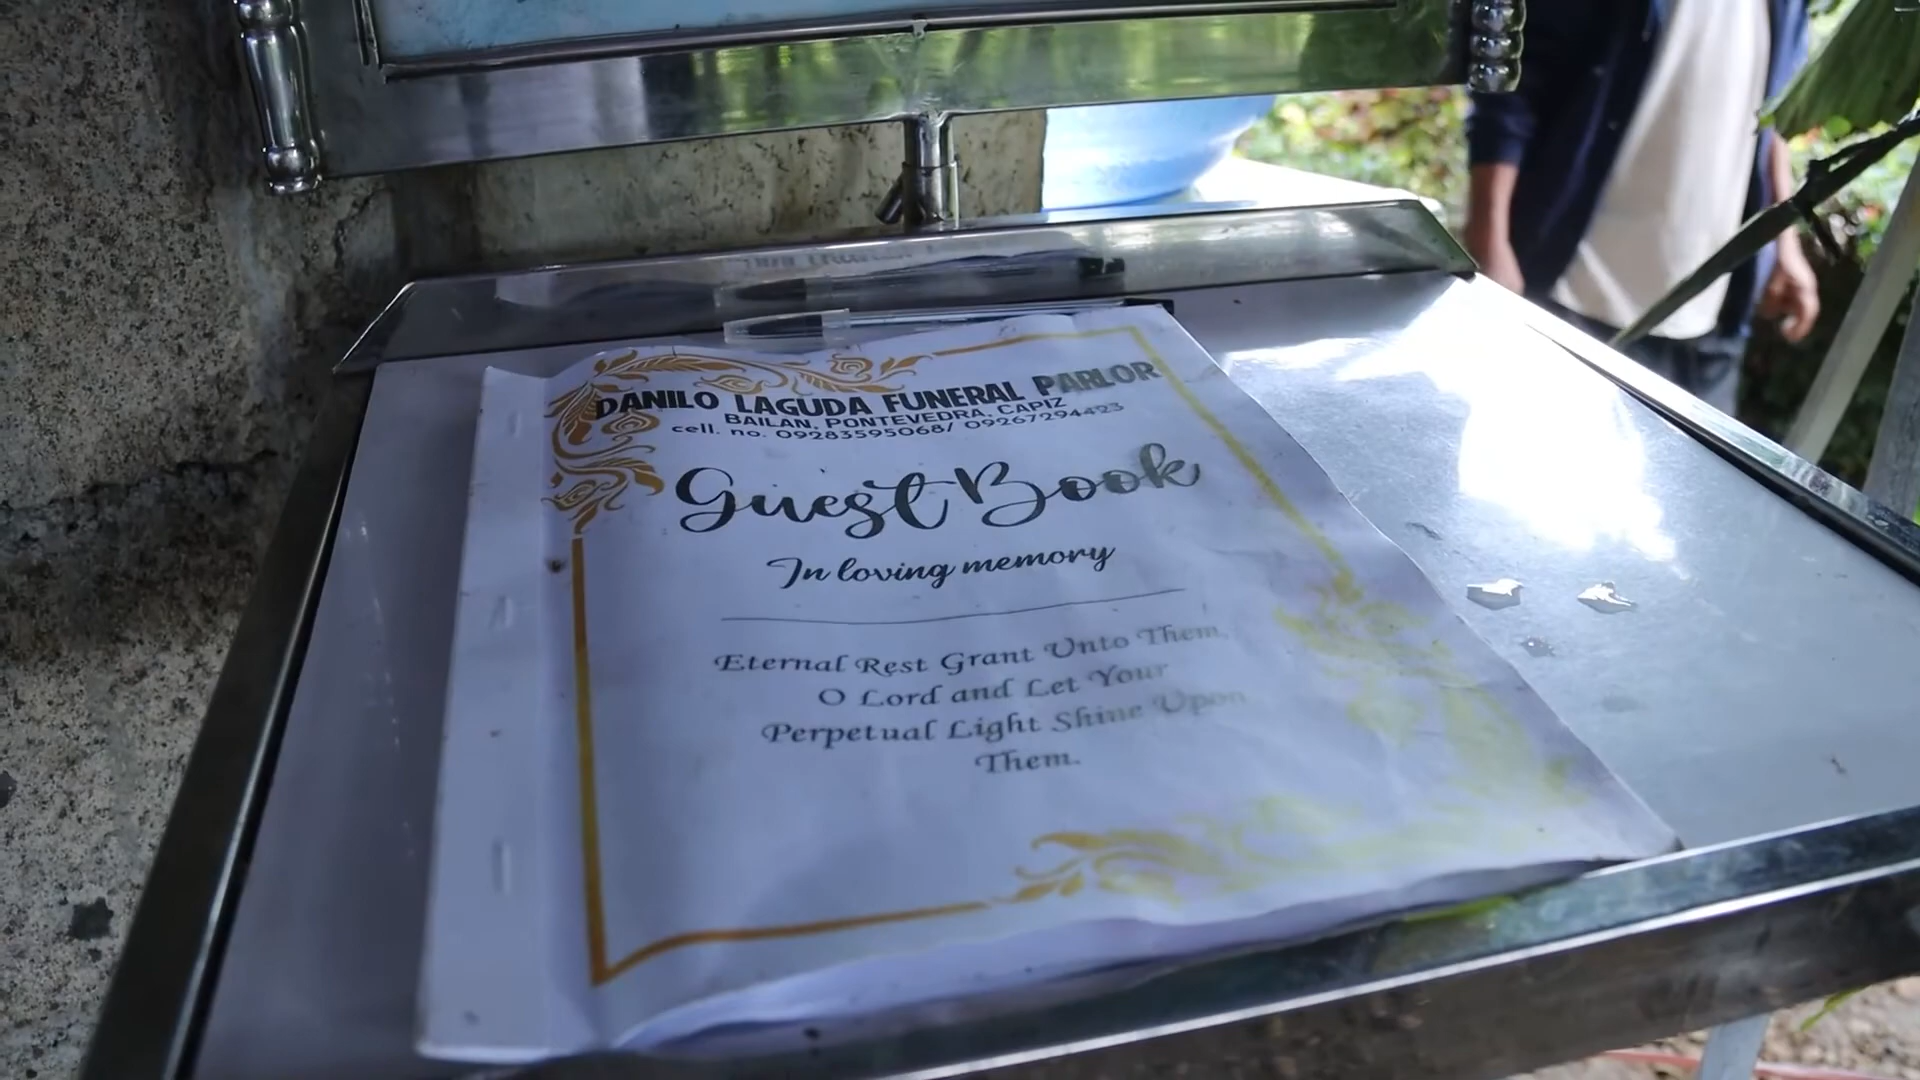 DANILO LAGUDA FUNERAL PARLOR
BAILAN, PONTEVEDRA, CAPIZ
cell. no. 09283595068/ 09267294423
Guest Book
In loving memory
Eternal Rest Grant Unto Them,
O Lord and Let Your
Perpetual Light Shine Upon
Them.